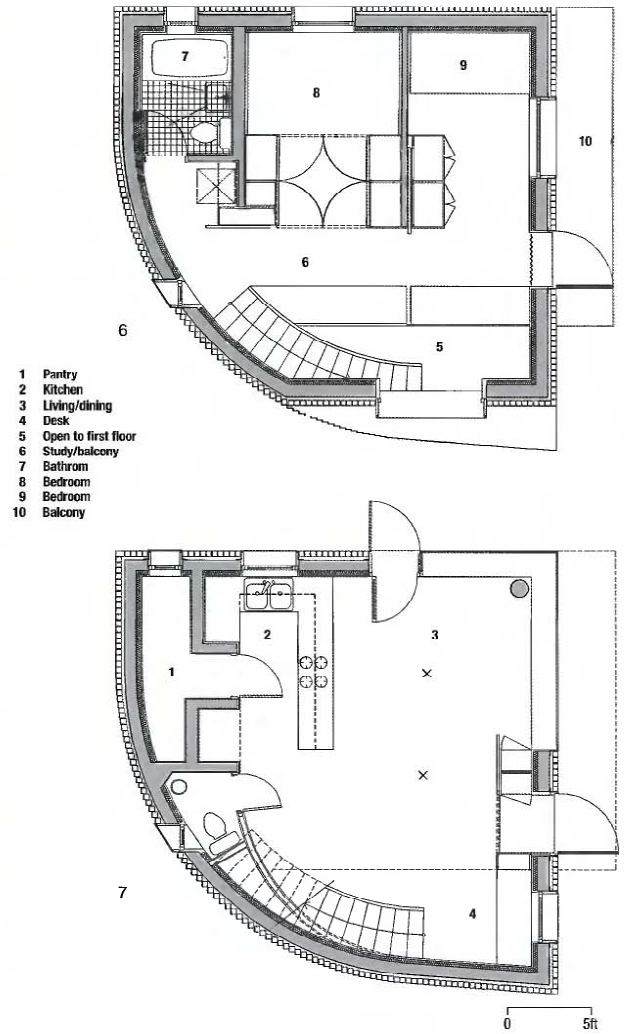 7
8
9
10
6
5
6
1 Pantry
2 Kitchen
3 Living/dining
4 Desk
5 Open to first floor
6 Study/balcony
7 Bathrom
8 Bedroom
9 Bedroom
10 Balcony
2
3
1
7
4
0 5ft